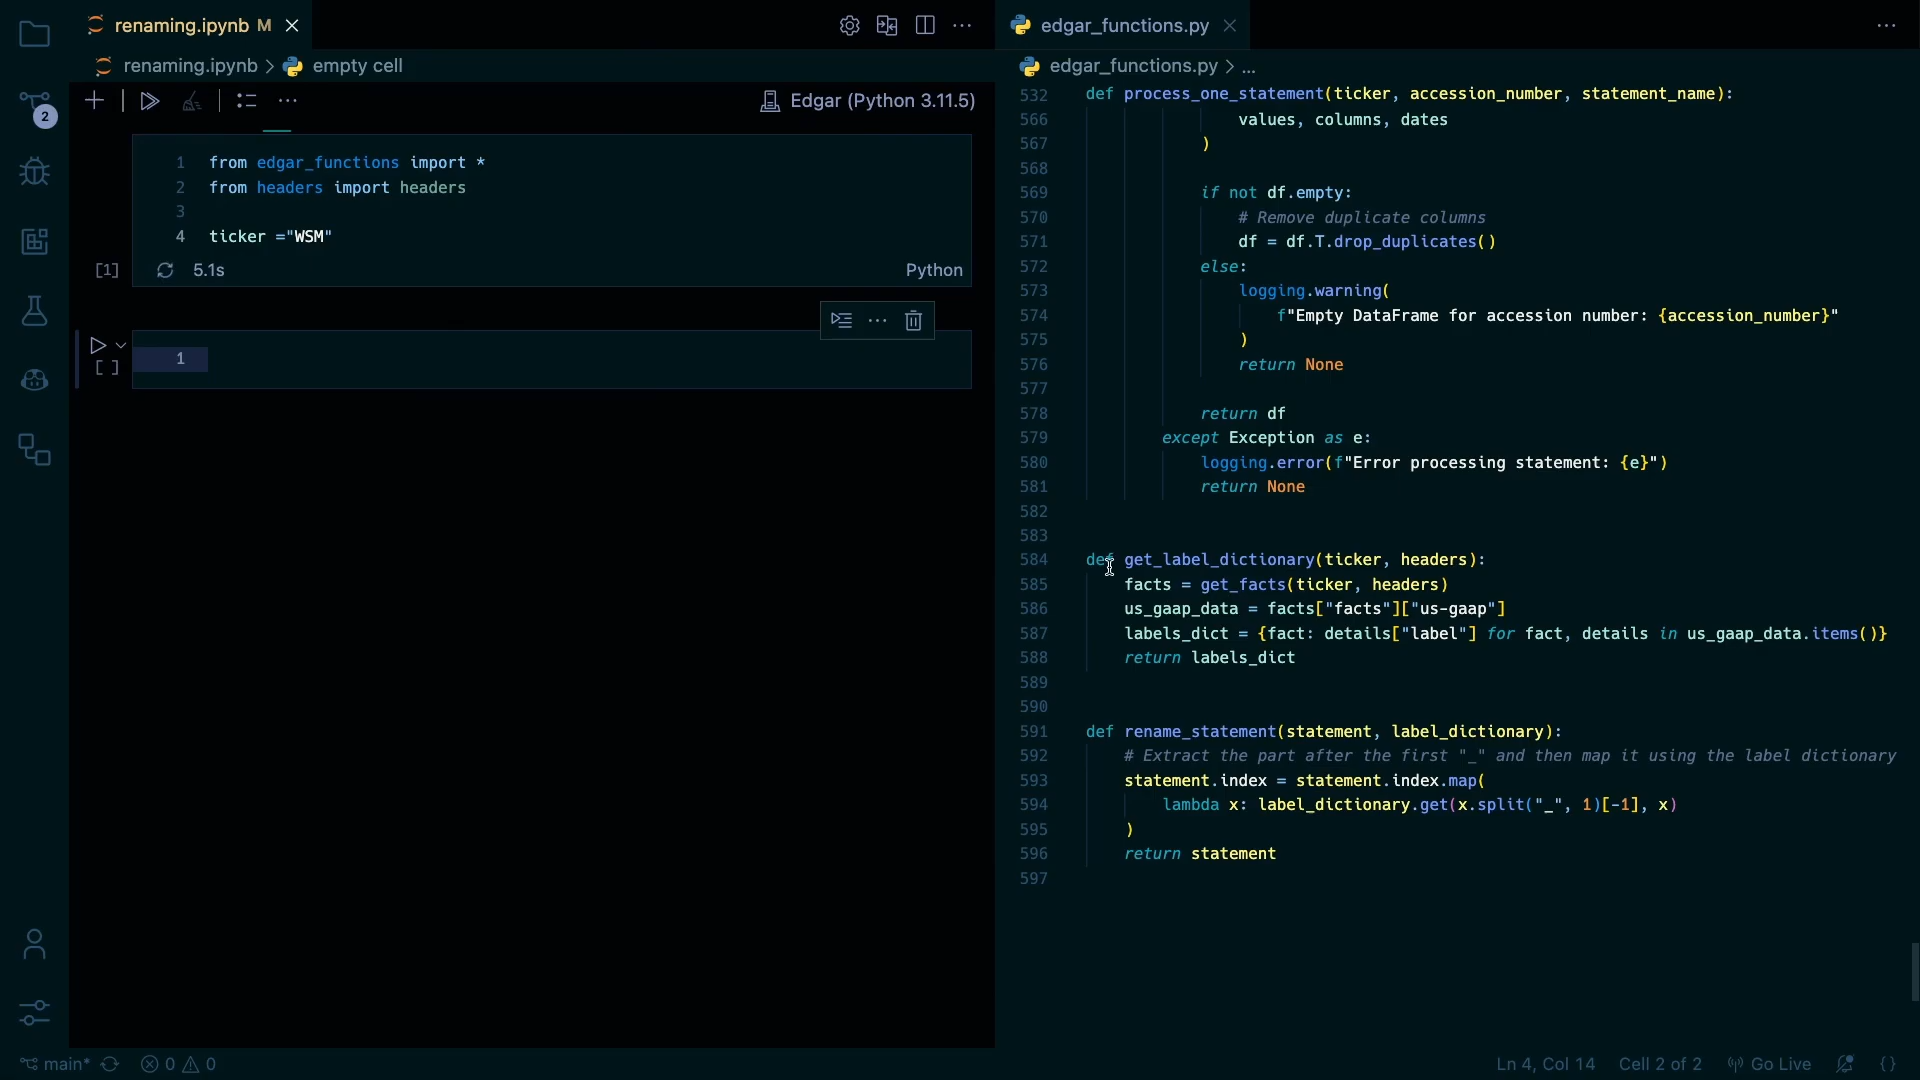 renaming.ipynb M
renaming.ipynb > empty cell
Edgar (Python 3.11.5)
1 from edgar_functions import *
2 from headers import headers
3
4 ticker ="WSM"
[1] 5.1s Python
[ ] 1
2
edgar_functions.py
edgar_functions.py > ...
532 def process_one_statement(ticker, accession_number, statement_name):
566 values, columns, dates
567 )
568
569 if not df.empty:
570 # Remove duplicate columns
571 df = df.T.drop_duplicates()
572 else:
573 logging.warning(
574 f"Empty DataFrame for accession number: {accession_number}"
575 )
576 return None
577
578 return df
579 except Exception as e:
580 logging.error(f"Error processing statement: {e}")
581 return None
582
583
584 def get_label_dictionary(ticker, headers):
585 facts = get_facts(ticker, headers)
586 us_gaap_data = facts["facts"]["us-gaap"]
587 labels_dict = {fact: details["label"] for fact, details in us_gaap_data.items()}
588 return labels_dict
589
590
591 def rename_statement(statement, label_dictionary):
592 # Extract the part after the first "_" and then map it using the label dictionary
593 statement.index = statement.index.map(
594 lambda x: label_dictionary.get(x.split("_", 1)[-1], x)
595 )
596 return statement
597
main* 0 0
Ln 4, Col 14 Cell 2 of 2 Go Live {}